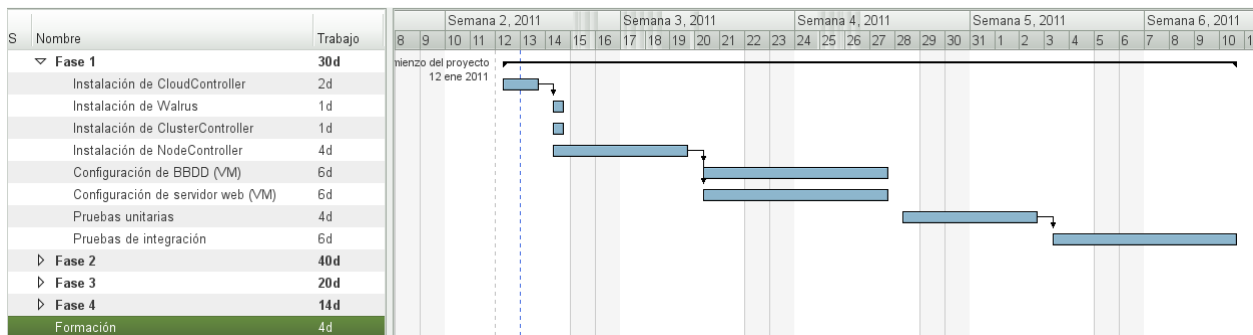 Semana 2, 2011 Semana 3, 2011 Semana 4, 2011 Semana 5, 2011 Semana 6, 2011
S Nombre Trabajo 8 9 10 11 12 13 14 15 16 17 18 19 20 21 22 23 24 25 26 27 28 29 30 31 1 2 3 4 5 6 7 8 9 10 1
Fase 1 30d
mienzo del proyecto
12 ene 2011
Instalación de CloudController 2d
Instalación de Walrus 1d
Instalación de ClusterController 1d
Instalación de NodeController 4d
Configuración de BBDD (VM) 6d
Configuración de servidor web (VM) 6d
Pruebas unitarias 4d
Pruebas de integración 6d
Fase 2 40d
Fase 3 20d
Fase 4 14d
Formación 4d